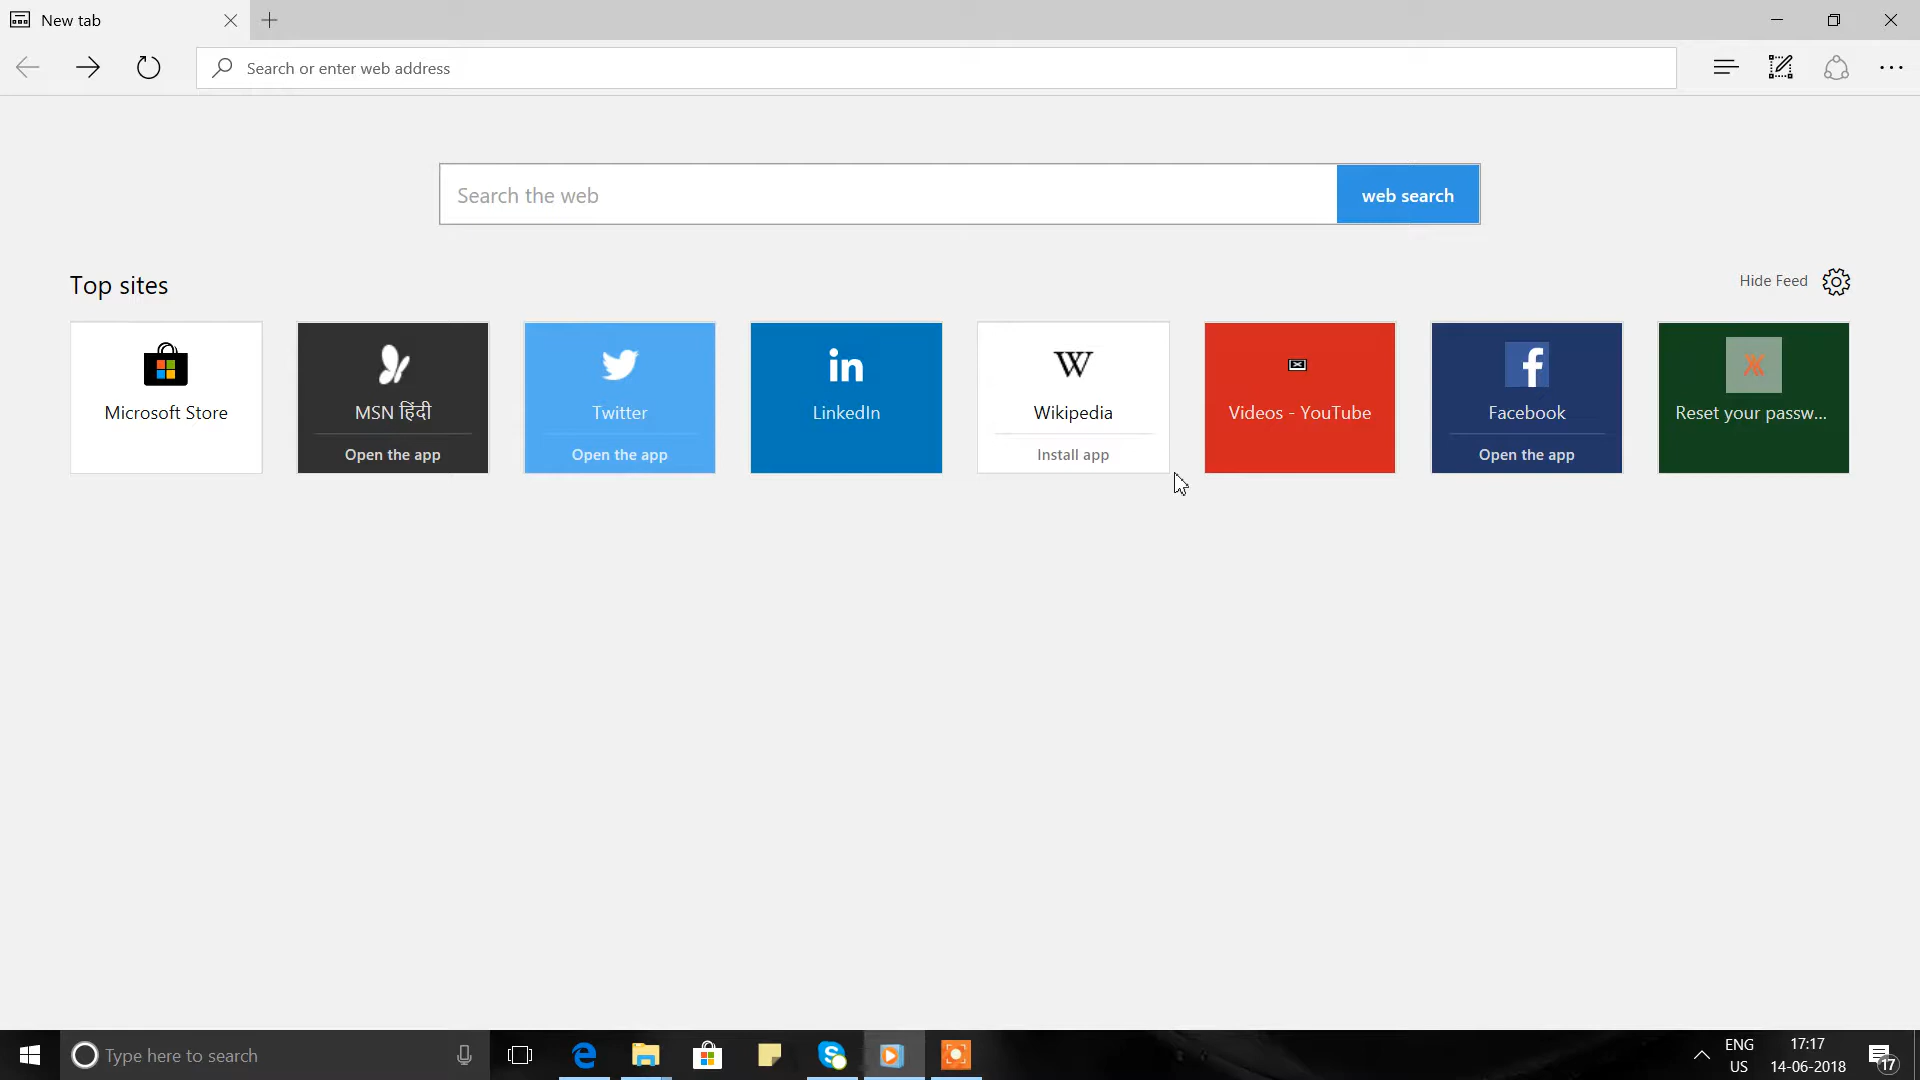 New tab
Search or enter web address
Search the web
web search
Top sites
Hide Feed
Microsoft Store
MSN हिंदी
Open the app
Twitter
Open the app
in
LinkedIn
W
Wikipedia
Install app
Videos - YouTube
f
Facebook
Open the app
Reset your passw...
Type here to search
ENG
US
17:17
14-06-2018
17